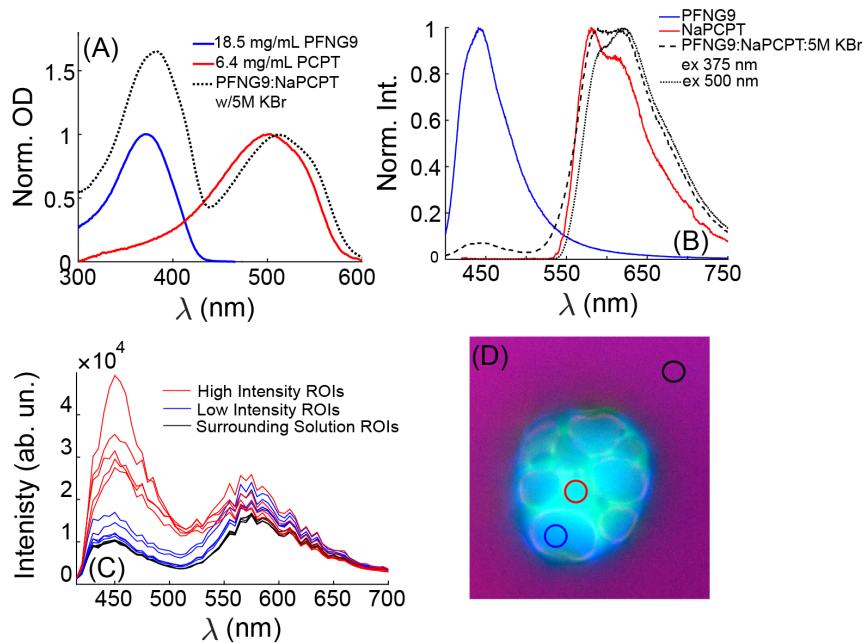 (A)
Norm. OD
1.5
1
0.5
0
300
400
500
600
λ (nm)
18.5 mg/mL PFNG9
6.4 mg/mL PCPT
PFNG9:NaPCPT
w/5M KBr
(B)
Norm. Int.
1
0.8
0.6
0.4
0.2
0
450
550
650
750
λ (nm)
PFNG9
NaPCPT
PFNG9:NaPCPT:5M KBr
ex 375 nm
ex 500 nm
(C)
×10⁴
Intenisty (ab. un.)
4
3
2
1
0
450
500
550
600
650
700
λ (nm)
High Intensity ROIs
Low Intensity ROIs
Surrounding Solution ROIs
(D)